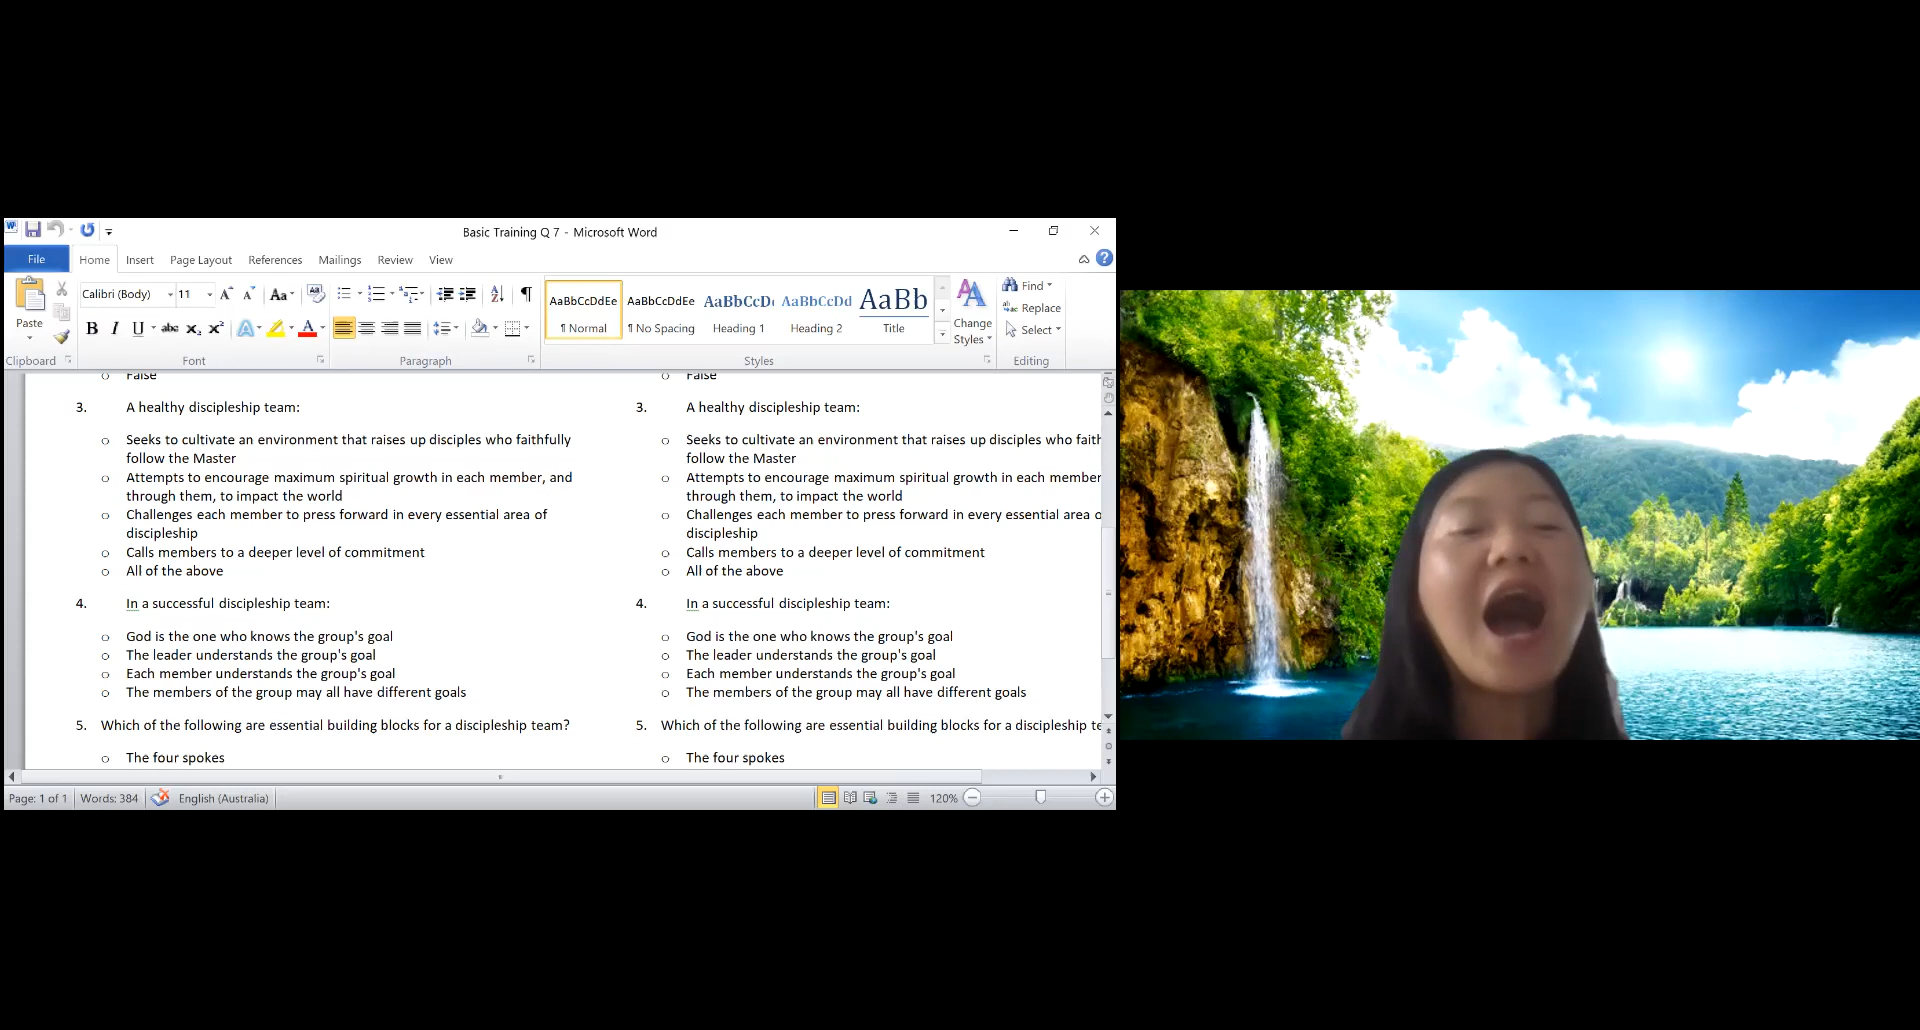 Basic Training Q 7 - Microsoft Word
File Home Insert Page Layout References Mailings Review View
Calibri (Body) 11
AaBbCcDdEe AaBbCcDdEe AaBbCcDı AaBbCcDd AaBb
Find
Replace
Select
Paste
¶ Normal ¶ No Spacing Heading 1 Heading 2 Title
Change
Styles
Clipboard Font Paragraph Styles Editing
o False
3. A healthy discipleship team:
o Seeks to cultivate an environment that raises up disciples who faithfully
follow the Master
o Attempts to encourage maximum spiritual growth in each member, and
through them, to impact the world
o Challenges each member to press forward in every essential area of
discipleship
o Calls members to a deeper level of commitment
o All of the above
4. In a successful discipleship team:
o God is the one who knows the group's goal
o The leader understands the group's goal
o Each member understands the group's goal
o The members of the group may all have different goals
5. Which of the following are essential building blocks for a discipleship team?
o The four spokes
o False
3. A healthy discipleship team:
o Seeks to cultivate an environment that raises up disciples who faith
follow the Master
o Attempts to encourage maximum spiritual growth in each member
through them, to impact the world
o Challenges each member to press forward in every essential area o
discipleship
o Calls members to a deeper level of commitment
o All of the above
4. In a successful discipleship team:
o God is the one who knows the group's goal
o The leader understands the group's goal
o Each member understands the group's goal
o The members of the group may all have different goals
5. Which of the following are essential building blocks for a discipleship te
o The four spokes
Page: 1 of 1 Words: 384 English (Australia) 120%